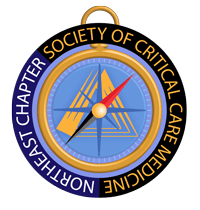 NORTHEAST CHAPTER
SOCIETY OF CRITICAL CARE MEDICINE